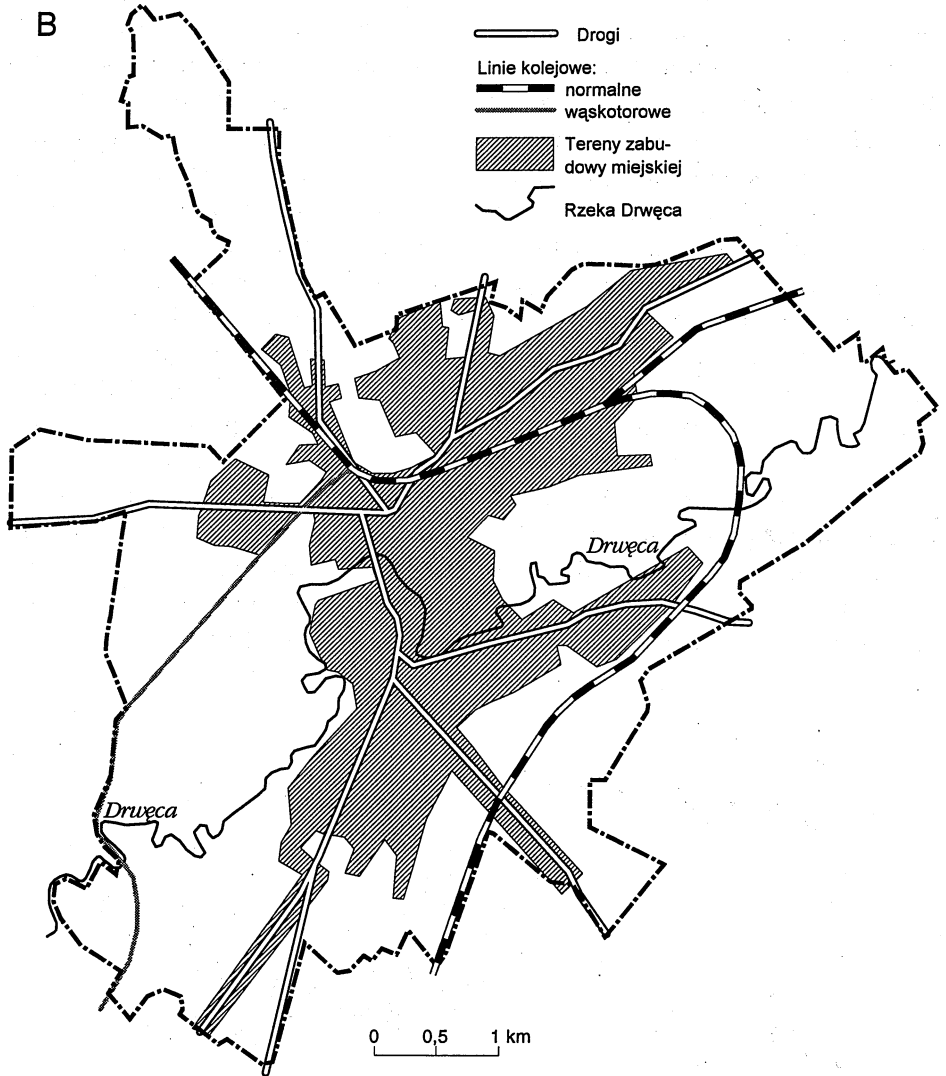 B
Drogi
Linie kolejowe:
normalne
wąskotorowe
Tereny zabu-
dowy miejskiej
Rzeka Drwęca
Drwęca
Drwęca
0 0,5 1 km